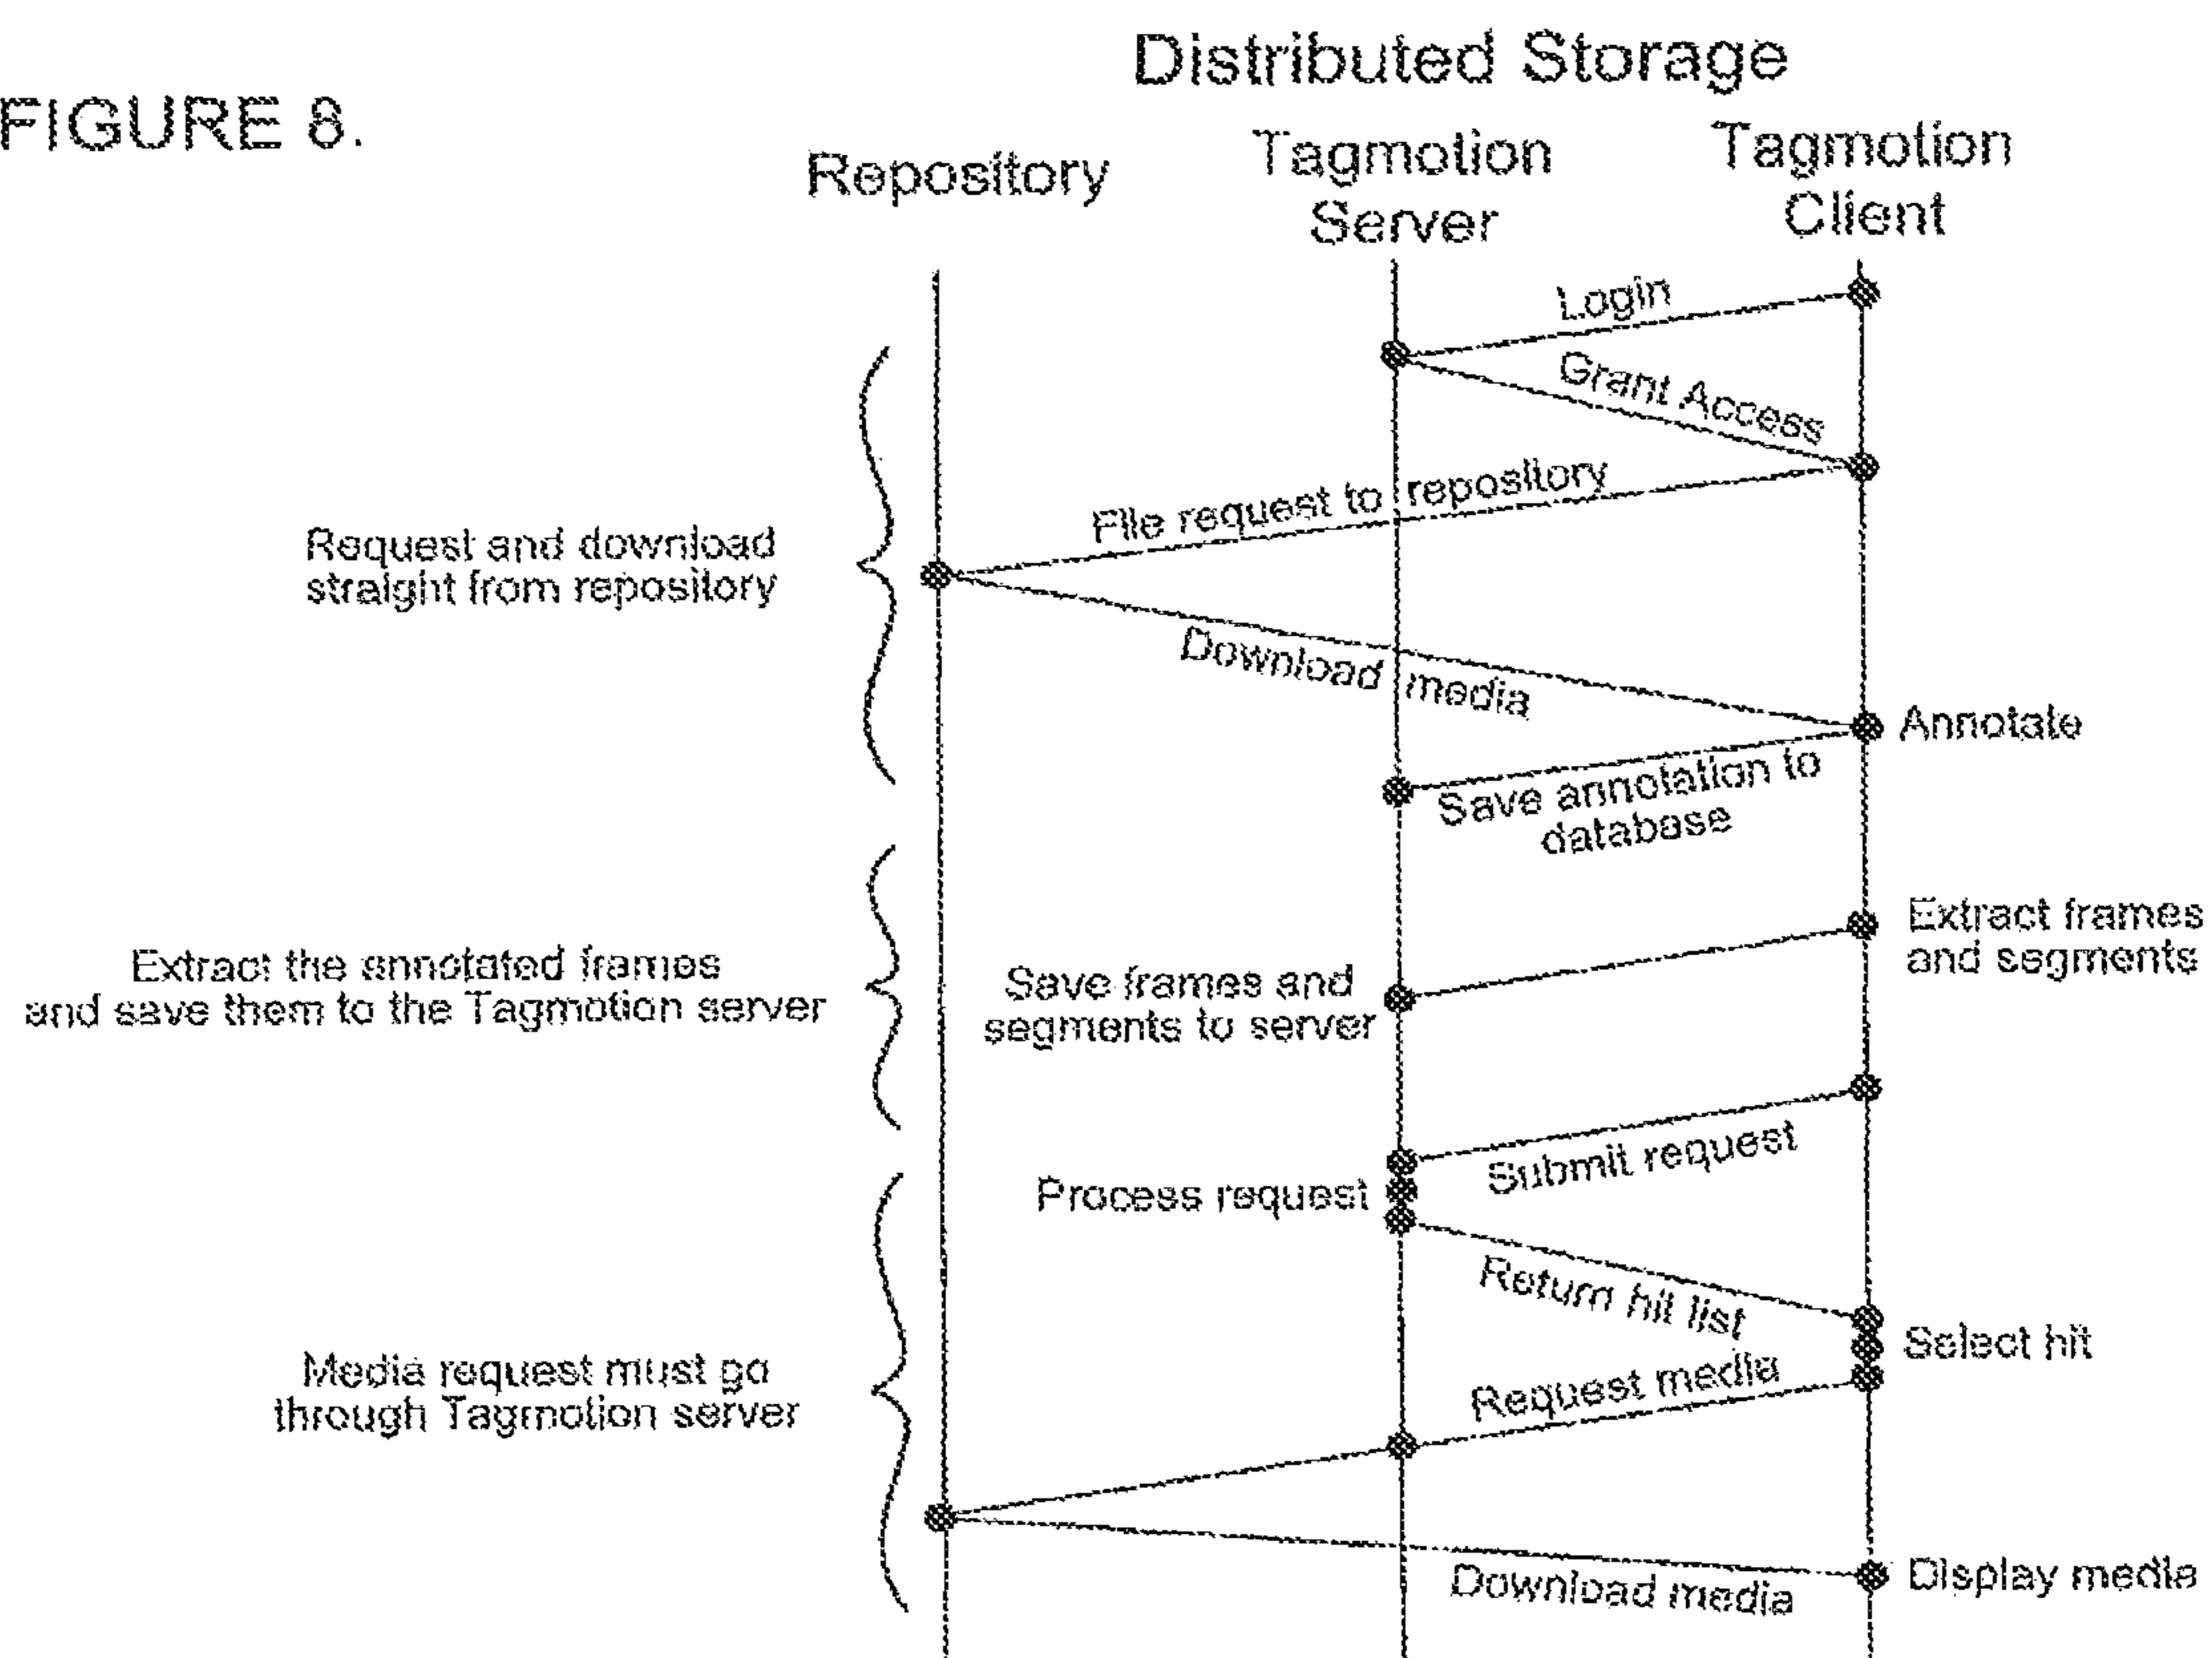 Distributed Storage
FIGURE 8.
Repository
Tagmotion
Server
Tagmotion
Client
Login
Grant Access
File request to repository
Request and download
straight from repository
Download media
Annotate
Save annotation to
database
Extract frames
and segments
Extract the annotated frames
and save them to the Tagmotion server
Save frames and
segments to server
Submit request
Process request
Return hit list
Select hit
Request media
Media request must go
through Tagmotion server
Download media
Display media